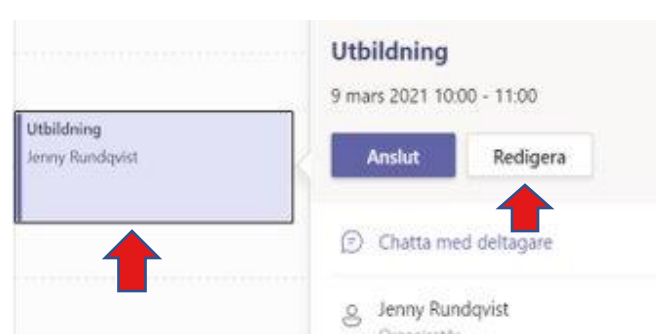 Utbildning
Jenny Rundqvist
Utbildning
9 mars 2021 10:00 - 11:00
Anslut
Redigera
Chatta med deltagare
Jenny Rundqvist